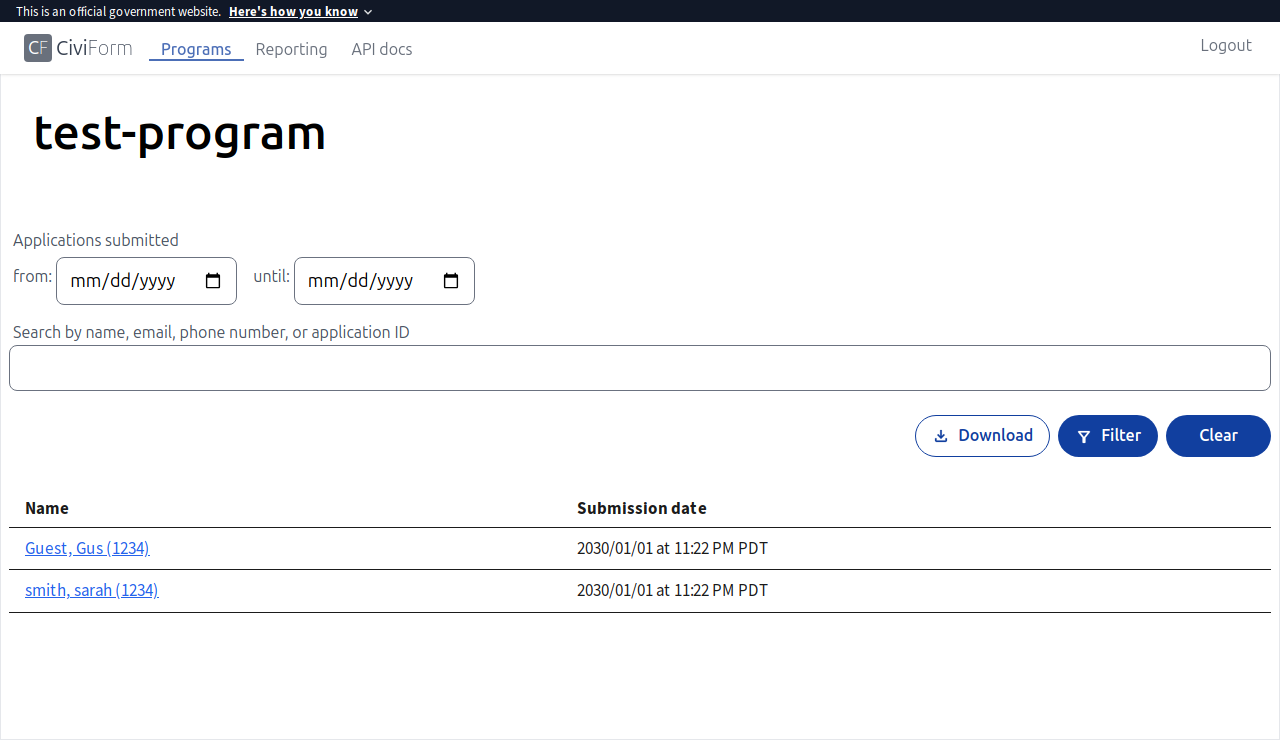 This is an official government website. Here's how you know
CF CiviForm Programs Reporting API docs Logout
test-program
Applications submitted
from: mm/dd/yyyy until: mm/dd/yyyy
Search by name, email, phone number, or application ID
Download Filter Clear
Name Submission date
Guest, Gus (1234) 2030/01/01 at 11:22 PM PDT
smith, sarah (1234) 2030/01/01 at 11:22 PM PDT